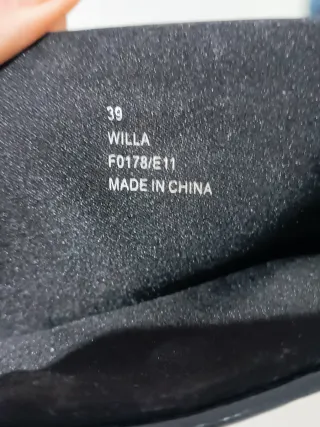 39
WILLA
F0178/E11
MADE IN CHINA